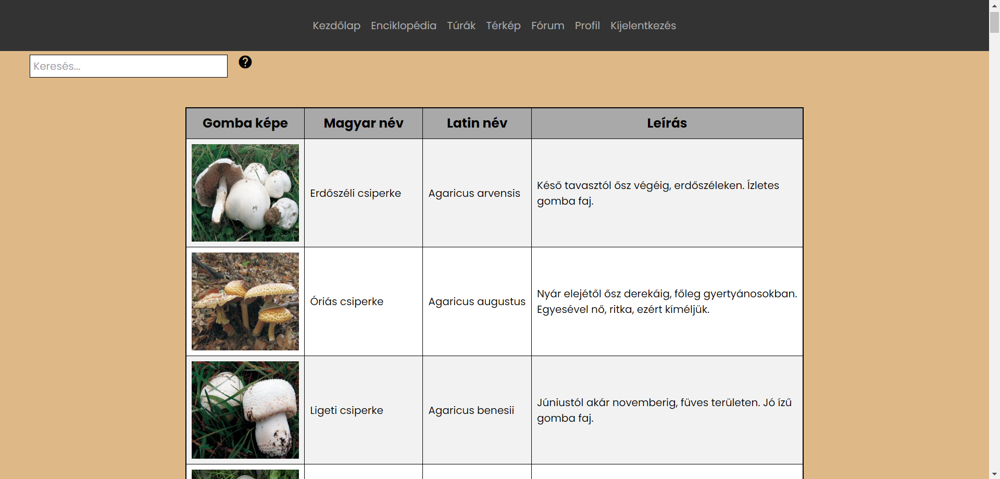 Kezdőlap Enciklopédia Túrák Térkép Fórum Profil Kijelentkezés
Keresés...
Gomba képe Magyar név Latin név Leírás
Erdőszéli csiperke
Agaricus arvensis
Késő tavasztól ősz végéig, erdőszéleken. Ízletes
gomba faj.
Óriás csiperke
Agaricus augustus
Nyár elejétől ősz derekáig, főleg gyertyánosokban.
Egyesével nő, ritka, ezért kíméljük.
Ligeti csiperke
Agaricus benesii
Júniustól akár novemberig, füves területen. Jó ízű
gomba faj.